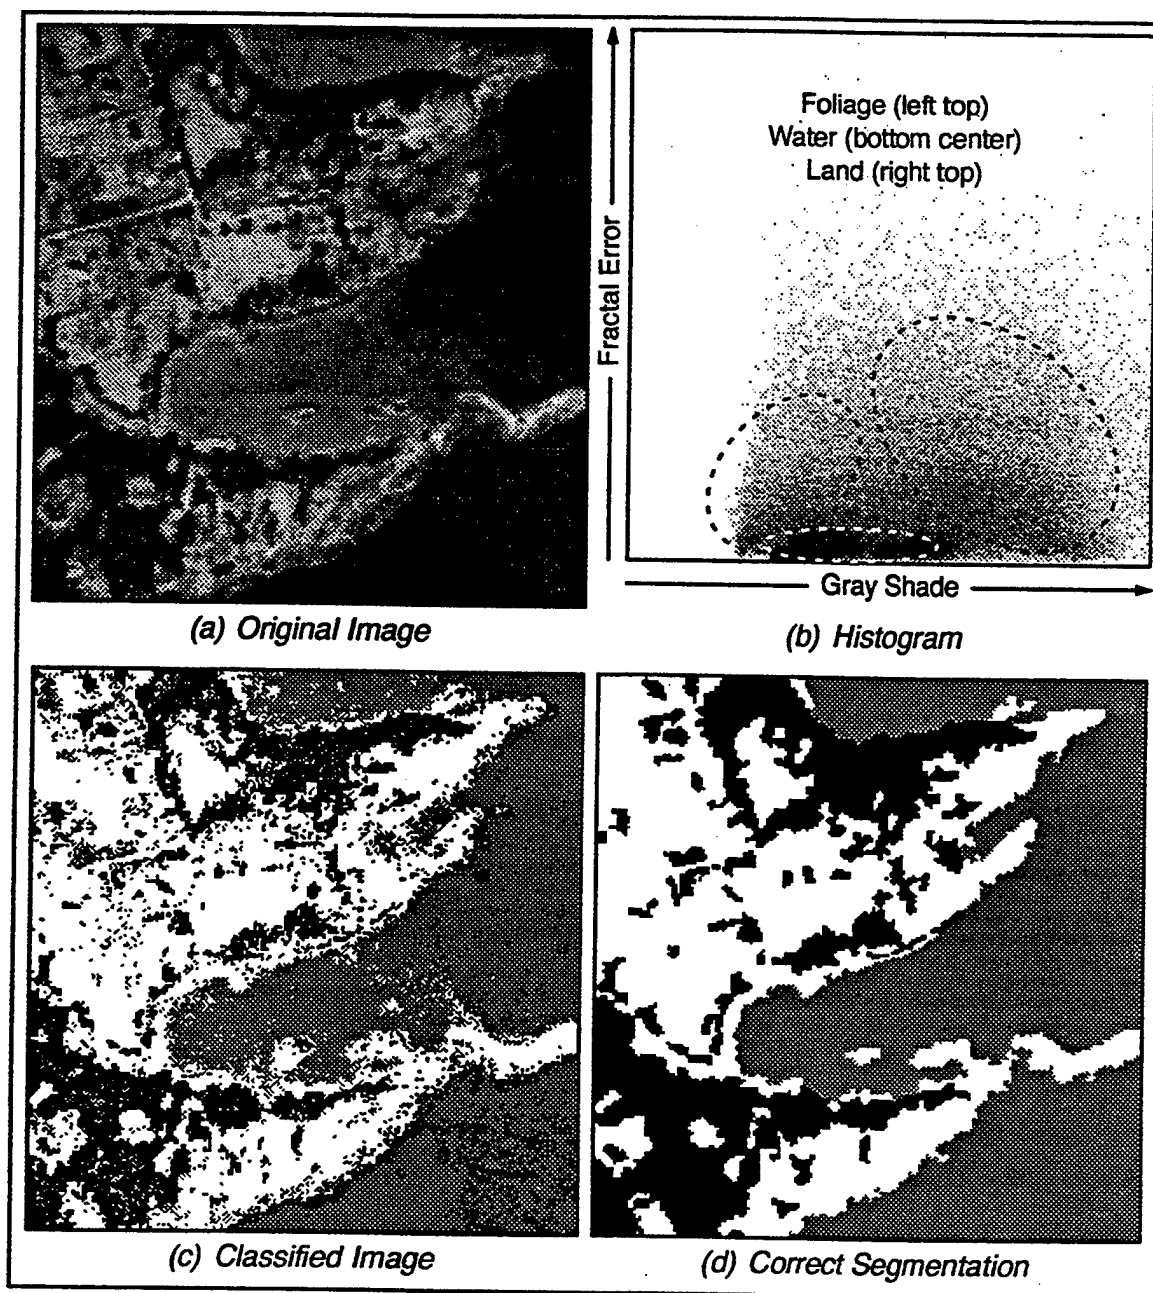 Foliage (left top)
Water (bottom center)
Land (right top)
Fractal Error
Gray Shade
(a) Original Image
(b) Histogram
(c) Classified Image
(d) Correct Segmentation